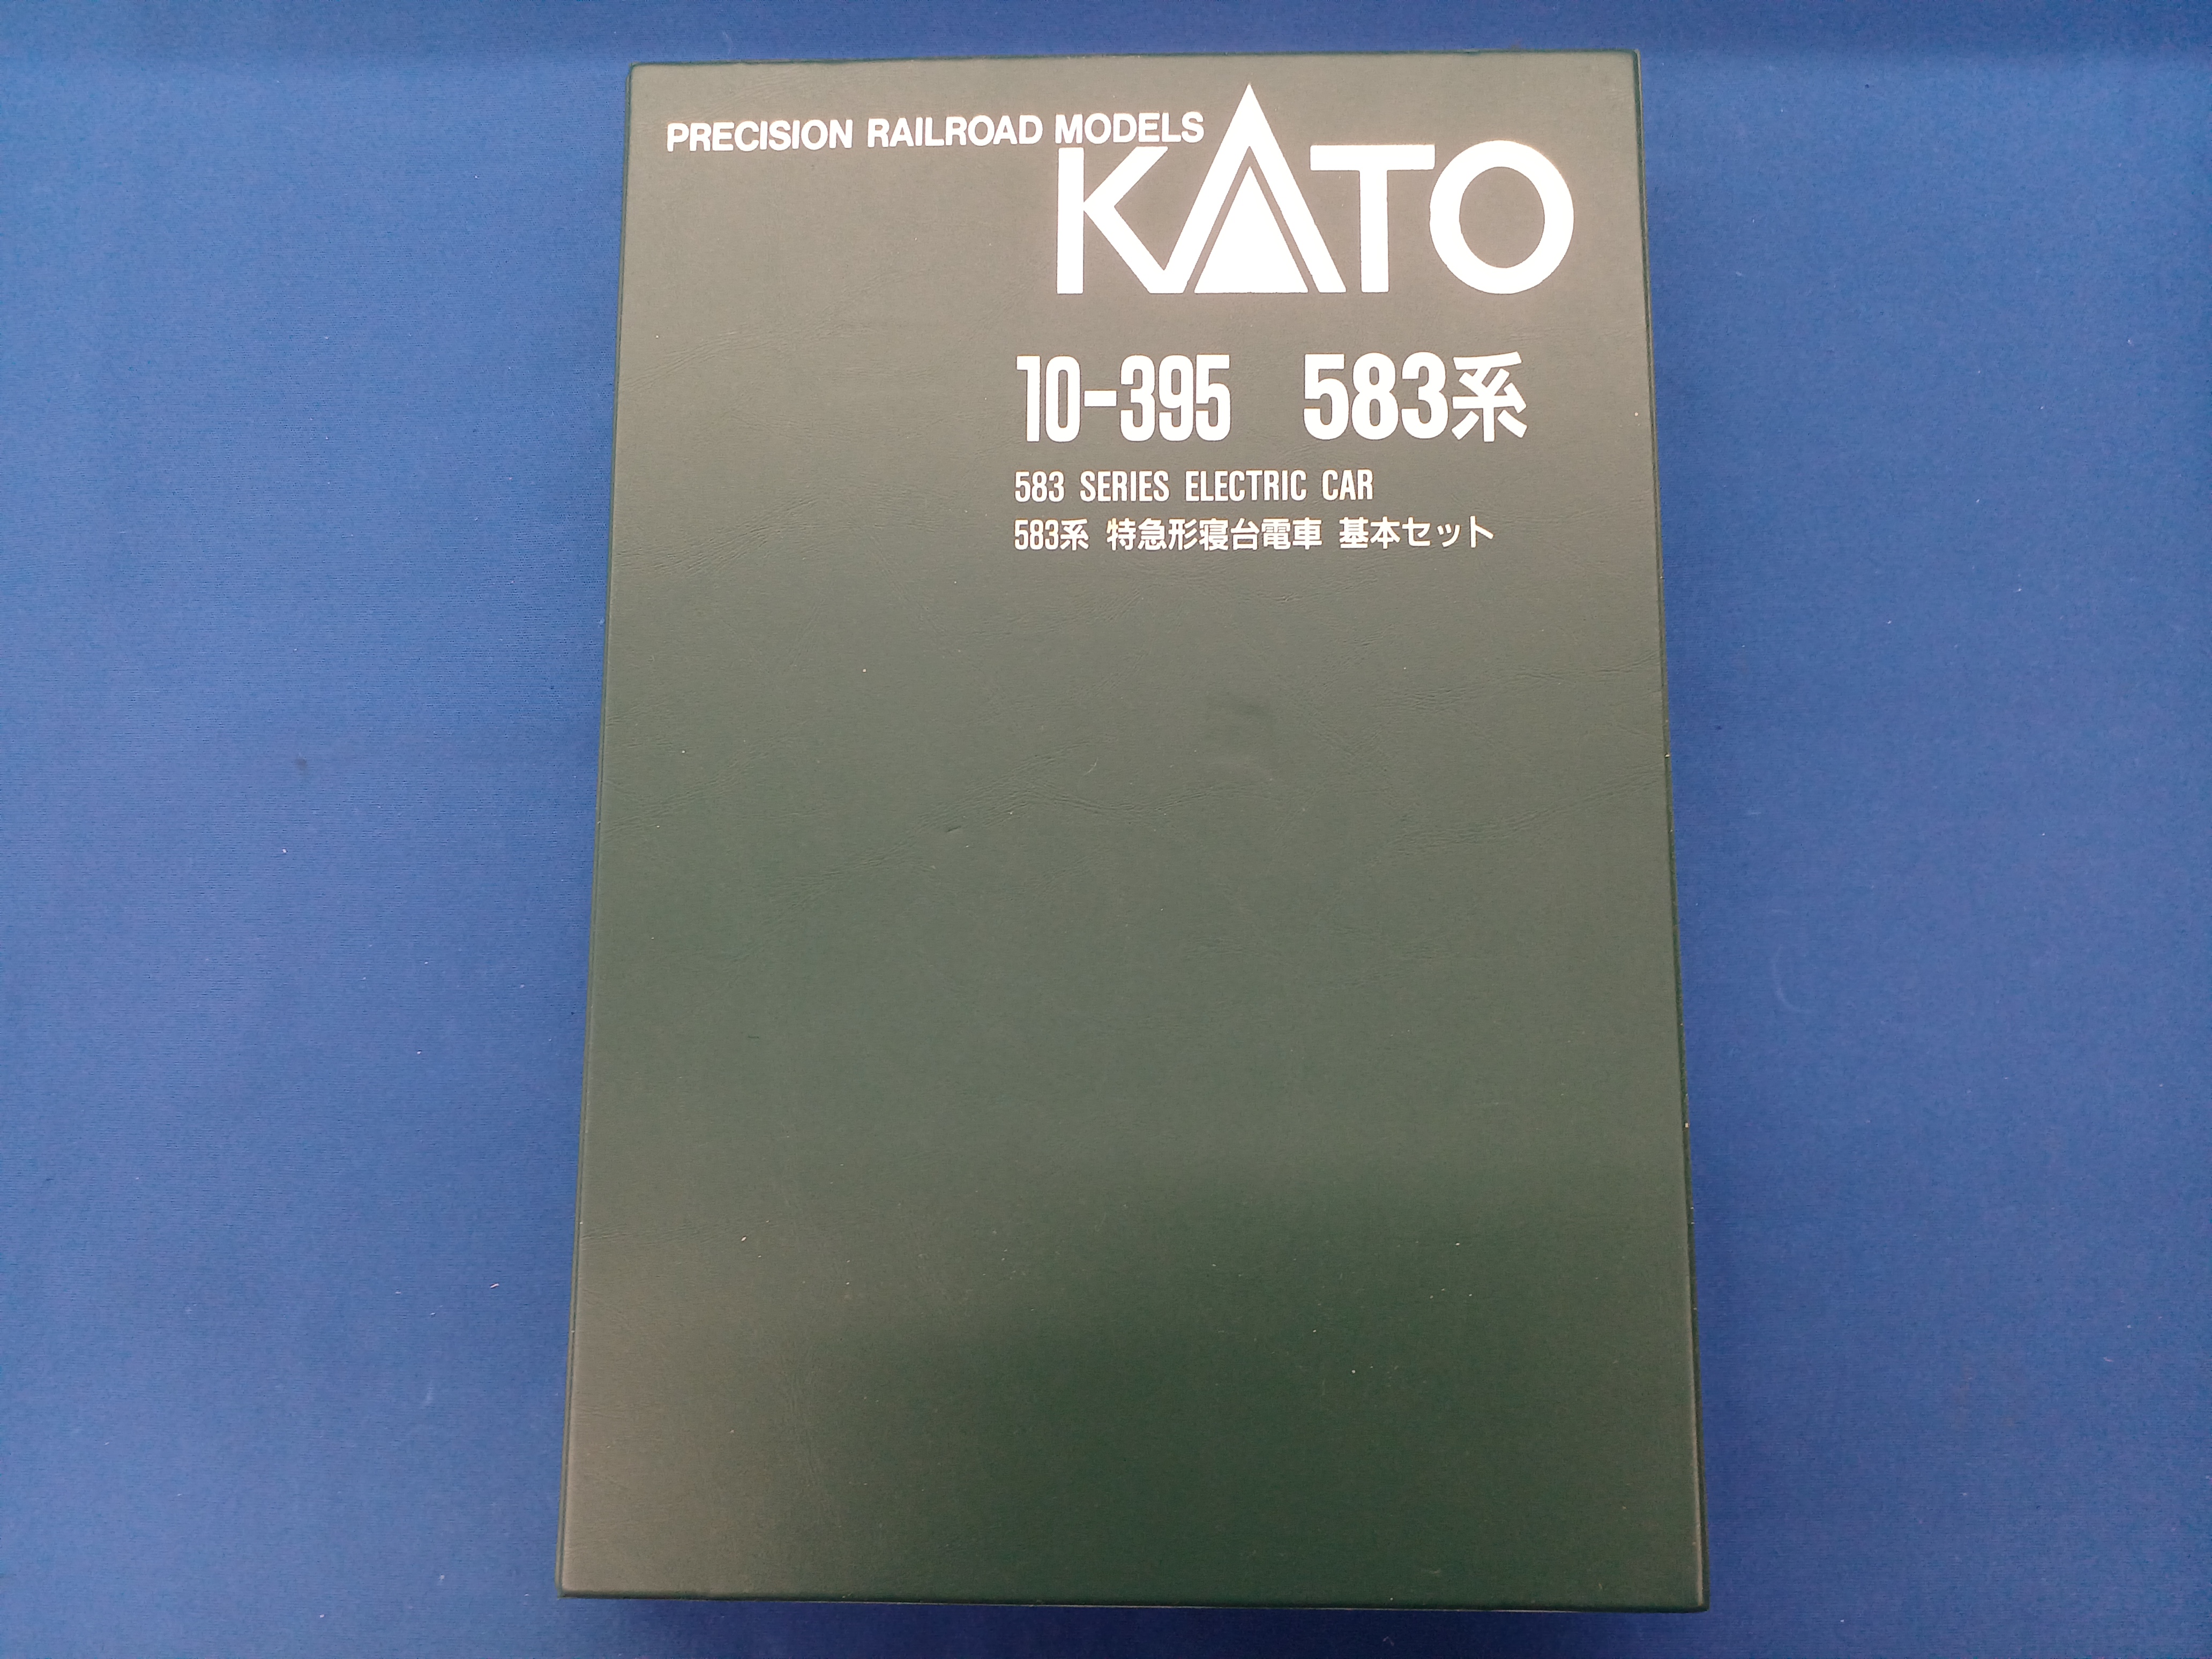 PRECISION RAILROAD MODELS
KATO
10-395 583系
583 SERIES ELECTRIC CAR
583系 特急形寝台電車 基本セット